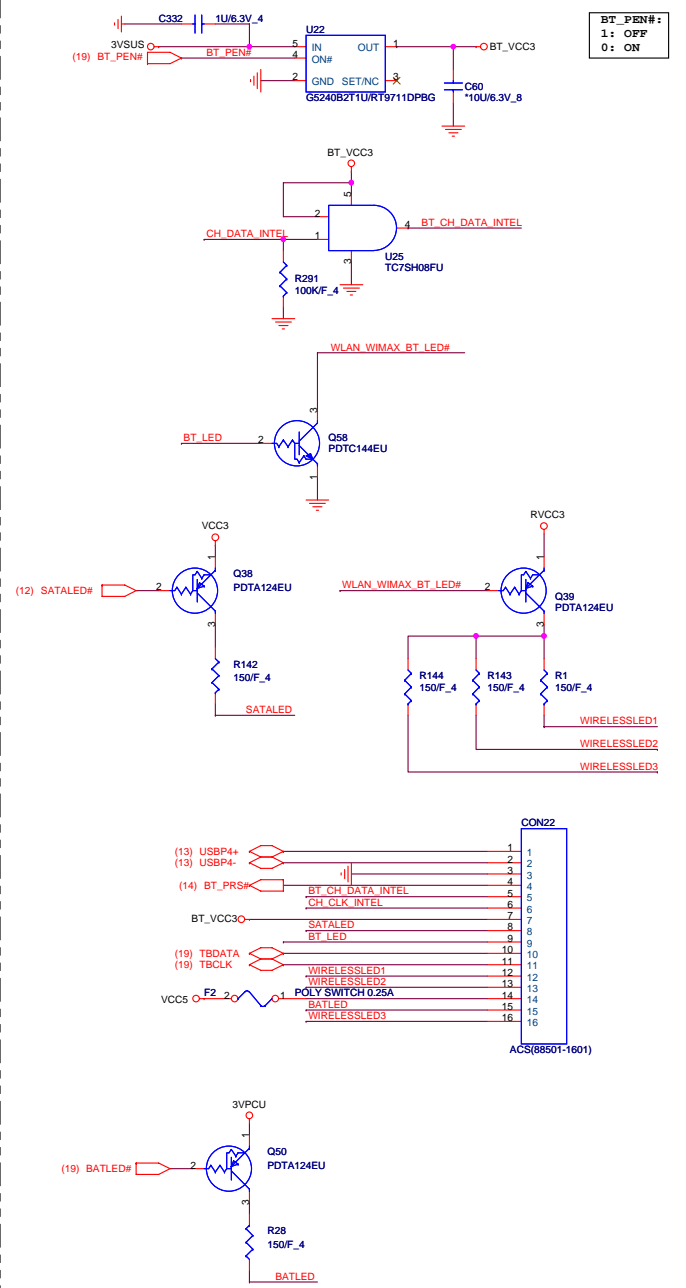 C332 1U/6.3V_4
U22
BT_PEN#:
1: OFF
0: ON
3VSUS 5 IN OUT 1 BT_VCC3
(19) BT_PEN# BT_PEN# 4 ON#
2 GND SET/NC 3
G5240B2T1U/RT9711DPBG
C60
*10U/6.3V_8
BT_VCC3
5
2
CH_DATA_INTEL 1 4 BT_CH_DATA_INTEL
3
U25
TC7SH08FU
R291
100K/F_4
WLAN_WIMAX_BT_LED#
3
BT_LED 2 Q58
PDTC144EU
1
VCC3
1
(12) SATALED# 2 Q38
PDTA124EU
3
R142
150/F_4
SATALED
RVCC3
1
WLAN_WIMAX_BT_LED# 2 Q39
PDTA124EU
3
R144
150/F_4
R143
150/F_4
R1
150/F_4
WIRELESSLED1
WIRELESSLED2
WIRELESSLED3
CON22
(13) USBP4+ 1 1
(13) USBP4- 2 2
3 3
(14) BT_PRS# 4 4
BT_CH_DATA_INTEL 5 5
CH_CLK_INTEL 6 6
BT_VCC3 7 7
SATALED 8 8
BT_LED 9 9
(19) TBDATA 10 10
(19) TBCLK 11 11
WIRELESSLED1 12 12
WIRELESSLED2 13 13
VCC5 F2 2 1 POLY SWITCH 0.25A 14 14
BATLED 15 15
WIRELESSLED3 16 16
ACS(88501-1601)
3VPCU
1
(19) BATLED# 2 Q50
PDTA124EU
3
R28
150/F_4
BATLED